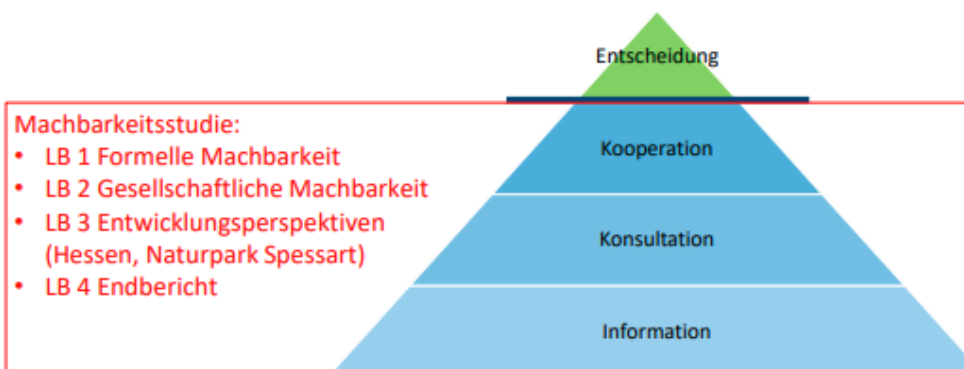 Entscheidung
Machbarkeitsstudie:
• LB 1 Formelle Machbarkeit
• LB 2 Gesellschaftliche Machbarkeit
• LB 3 Entwicklungsperspektiven
(Hessen, Naturpark Spessart)
• LB 4 Endbericht
Kooperation
Konsultation
Information